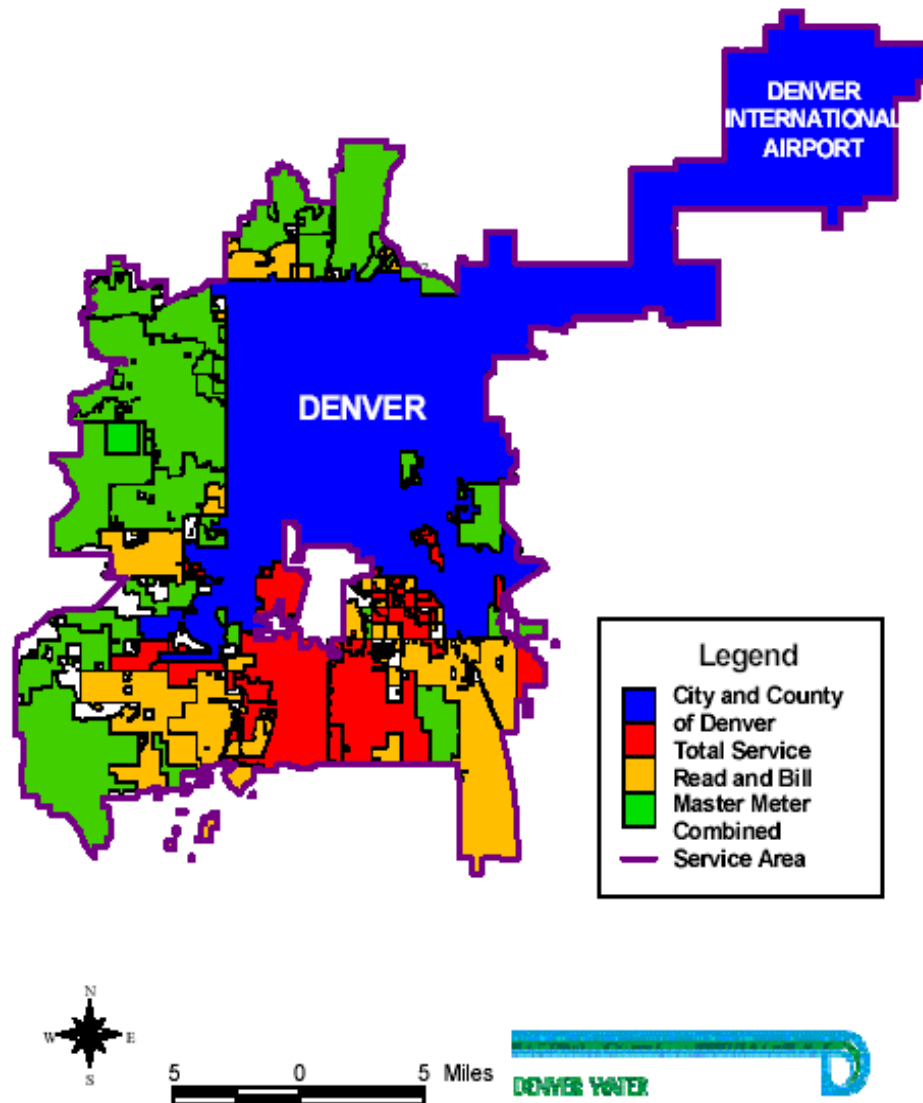 DENVER
INTERNATIONAL
AIRPORT
DENVER
Legend
City and County
of Denver
Total Service
Read and Bill
Master Meter
Combined
Service Area
N
W E
S
5 0 5 Miles
DENVER WATER